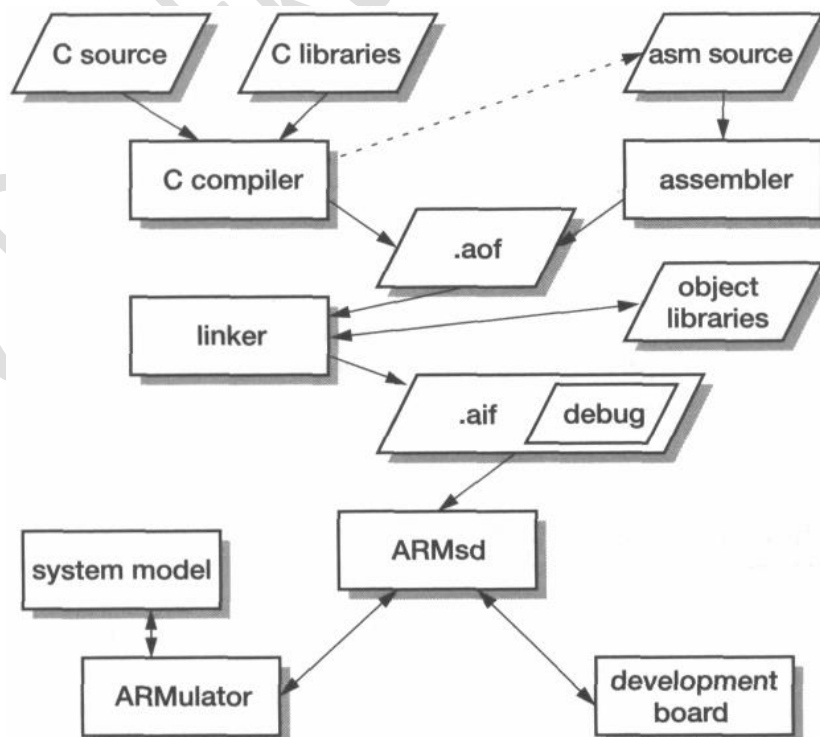 C source
C libraries
asm source
C compiler
assembler
.aof
object
libraries
linker
.aif
debug
ARMsd
system model
ARMulator
development
board